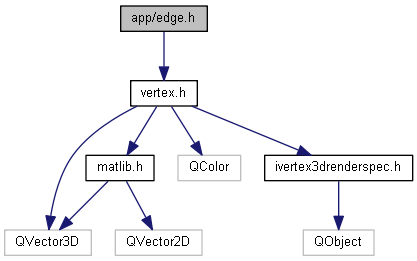 app/edge.h
vertex.h
matlib.h
QColor
ivertex3drenderspec.h
QVector3D
QVector2D
QObject